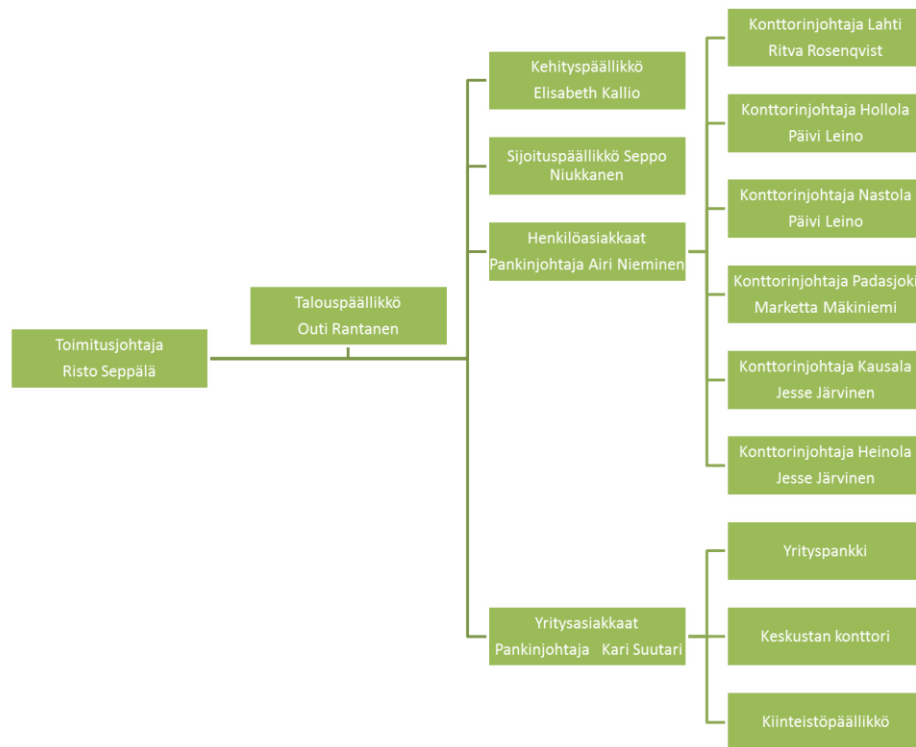 Toimitusjohtaja
Risto Seppälä
Talouspäällikkö
Outi Rantanen
Kehityspäällikkö
Elisabeth Kallio
Sijoituspäällikkö Seppo
Niukkanen
Henkilöasiakkaat
Pankinjohtaja Airi Nieminen
Konttorinjohtaja Lahti
Ritva Rosenqvist
Konttorinjohtaja Hollola
Päivi Leino
Konttorinjohtaja Nastola
Päivi Leino
Konttorinjohtaja Padasjoki
Marketta Mäkiniemi
Konttorinjohtaja Kausala
Jesse Järvinen
Konttorinjohtaja Heinola
Jesse Järvinen
Yritysasiakkaat
Pankinjohtaja Kari Suutari
Yrityspankki
Keskustan konttori
Kiinteistöpäällikkö